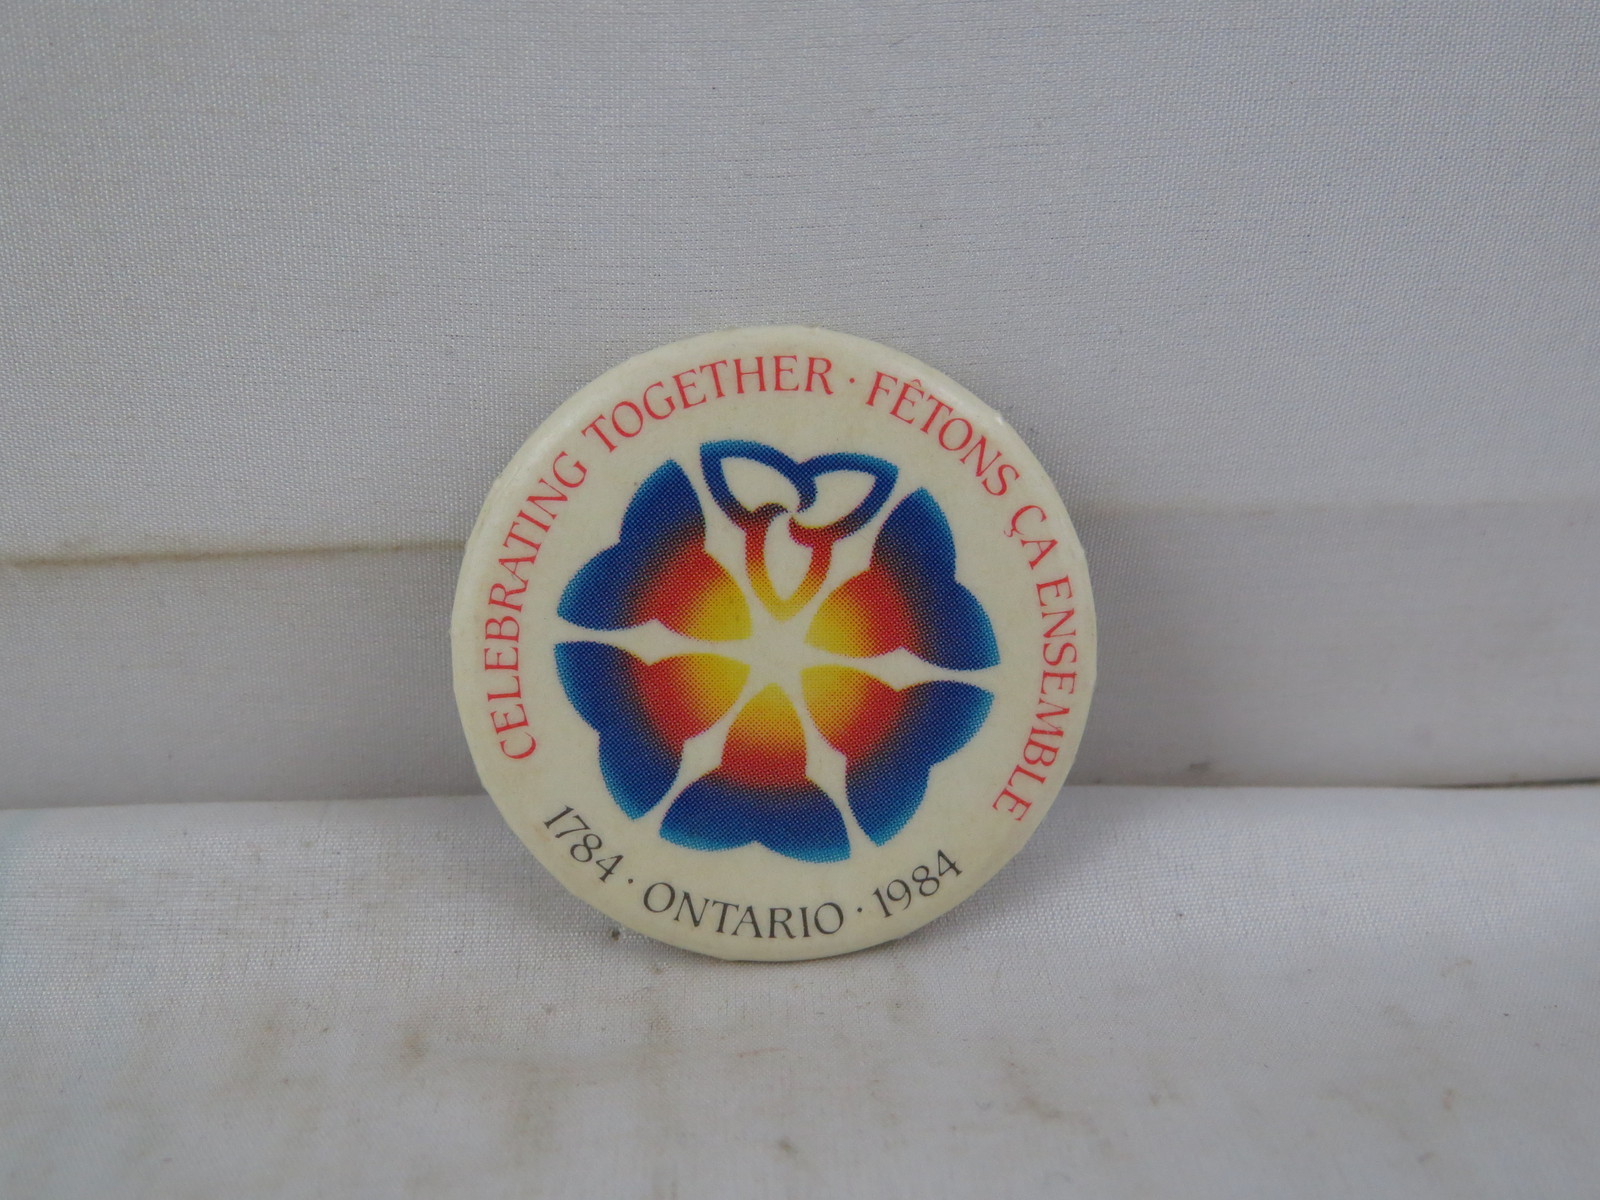 CELEBRATING TOGETHER · FÊTONS ÇA ENSEMBLE
1784 · ONTARIO · 1984